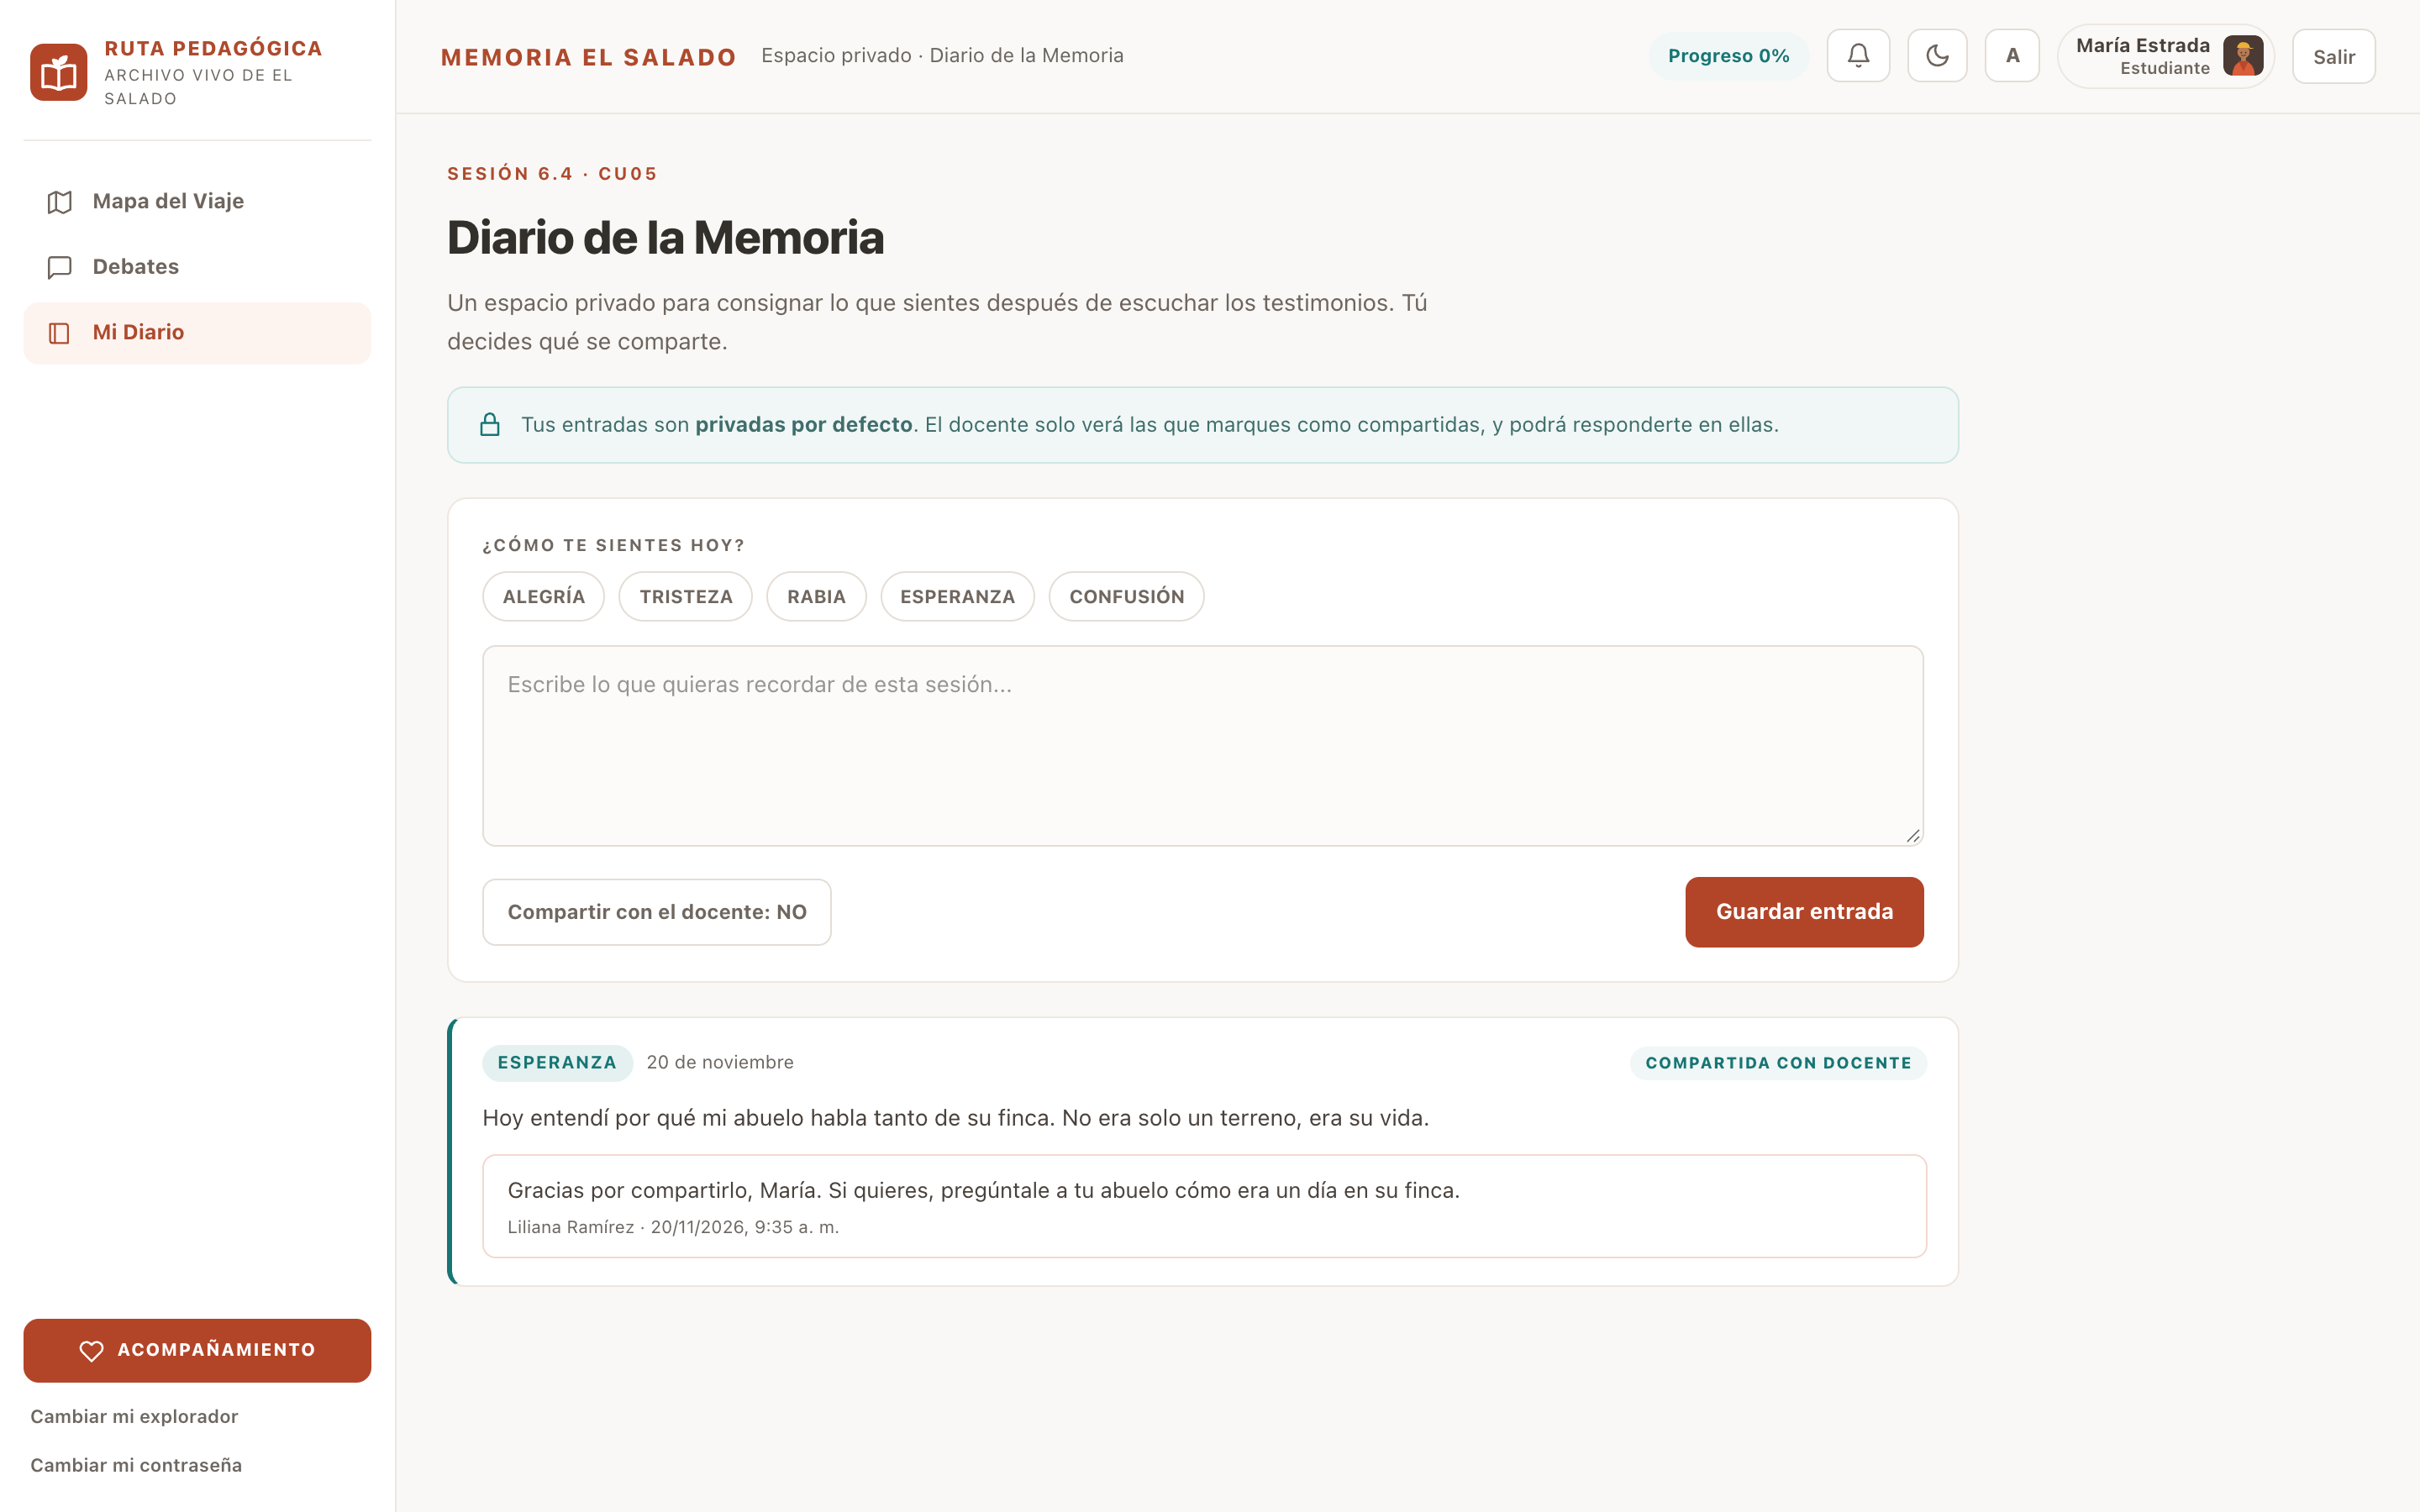 RUTA PEDAGÓGICA
ARCHIVO VIVO DE EL
SALADO
Mapa del Viaje
Debates
Mi Diario
ACOMPAÑAMIENTO
Cambiar mi explorador
Cambiar mi contraseña
MEMORIA EL SALADO
Espacio privado · Diario de la Memoria
Progreso 0%
A
María Estrada
Estudiante
Salir
SESIÓN 6.4 · CU05
Diario de la Memoria
Un espacio privado para consignar lo que sientes después de escuchar los testimonios. Tú
decides qué se comparte.
Tus entradas son privadas por defecto. El docente solo verá las que marques como compartidas, y podrá responderte en ellas.
¿CÓMO TE SIENTES HOY?
ALEGRÍA
TRISTEZA
RABIA
ESPERANZA
CONFUSIÓN
Escribe lo que quieras recordar de esta sesión...
Compartir con el docente: NO
Guardar entrada
ESPERANZA
20 de noviembre
COMPARTIDA CON DOCENTE
Hoy entendí por qué mi abuelo habla tanto de su finca. No era solo un terreno, era su vida.
Gracias por compartirlo, María. Si quieres, pregúntale a tu abuelo cómo era un día en su finca.
Liliana Ramírez · 20/11/2026, 9:35 a. m.